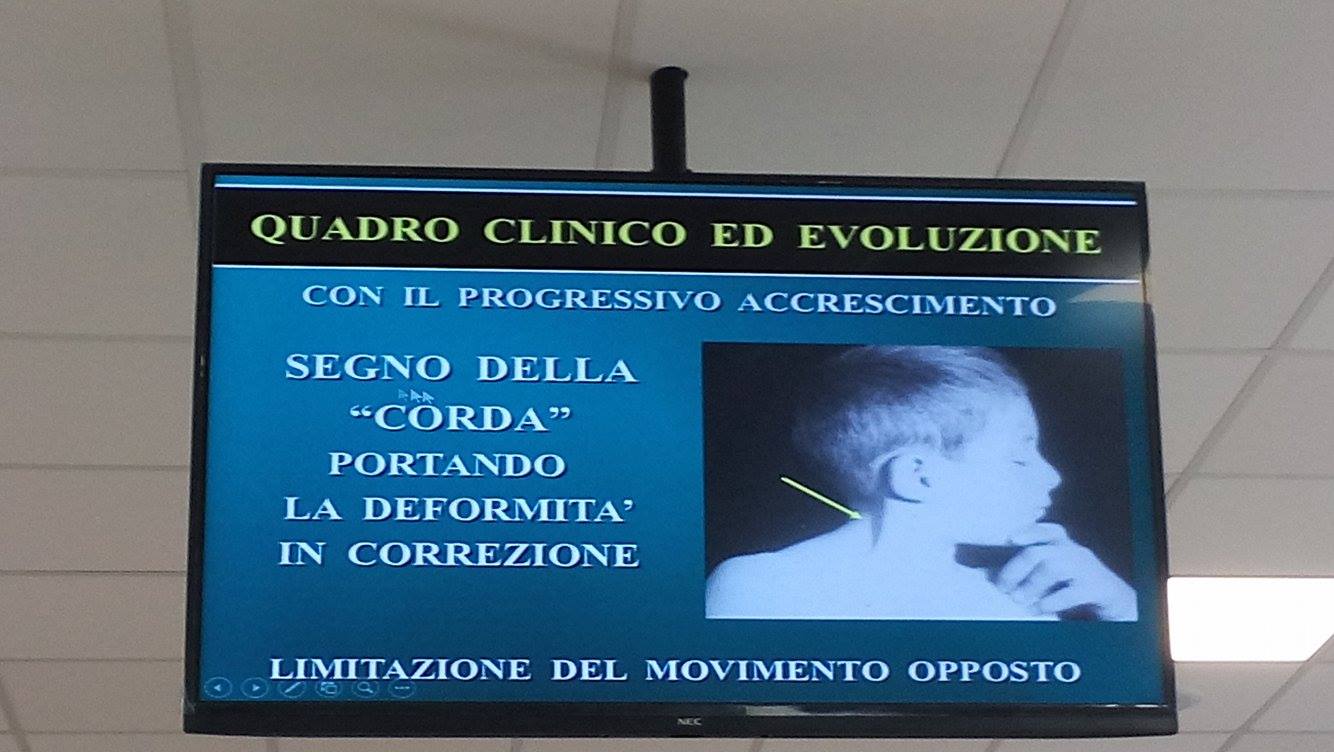 QUADRO CLINICO ED EVOLUZIONE
CON IL PROGRESSIVO ACCRESCIMENTO
SEGNO DELLA
“CORDA”
PORTANDO
LA DEFORMITA’
IN CORREZIONE
LIMITAZIONE DEL MOVIMENTO OPPOSTO
NEC